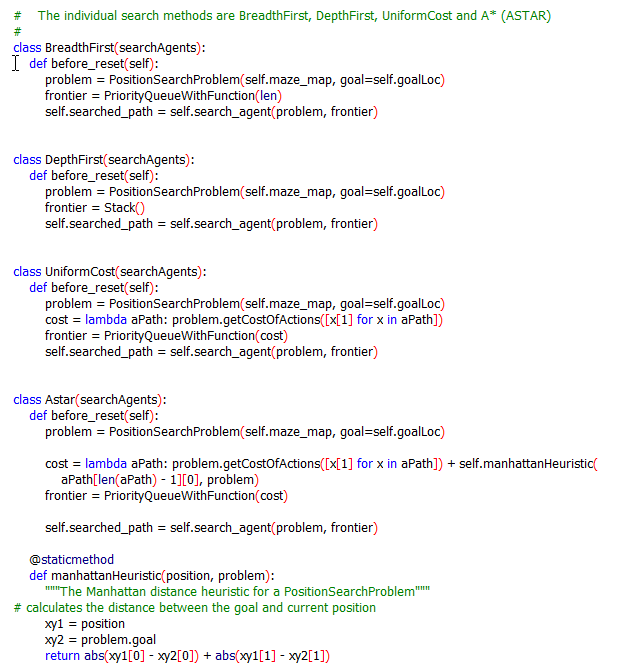 #    The individual search methods are BreadthFirst, DepthFirst, UniformCost and A* (ASTAR)
#
class BreadthFirst(searchAgents):
    def before_reset(self):
        problem = PositionSearchProblem(self.maze_map, goal=self.goalLoc)
        frontier = PriorityQueueWithFunction(len)
        self.searched_path = self.search_agent(problem, frontier)
class DepthFirst(searchAgents):
    def before_reset(self):
        problem = PositionSearchProblem(self.maze_map, goal=self.goalLoc)
        frontier = Stack()
        self.searched_path = self.search_agent(problem, frontier)
class UniformCost(searchAgents):
    def before_reset(self):
        problem = PositionSearchProblem(self.maze_map, goal=self.goalLoc)
        cost = lambda aPath: problem.getCostOfActions([x[1] for x in aPath])
        frontier = PriorityQueueWithFunction(cost)
        self.searched_path = self.search_agent(problem, frontier)
class Astar(searchAgents):
    def before_reset(self):
        problem = PositionSearchProblem(self.maze_map, goal=self.goalLoc)
        cost = lambda aPath: problem.getCostOfActions([x[1] for x in aPath]) + self.manhattanHeuristic(
            aPath[len(aPath) - 1][0], problem)
        frontier = PriorityQueueWithFunction(cost)
        self.searched_path = self.search_agent(problem, frontier)
    @staticmethod
    def manhattanHeuristic(position, problem):
        """The Manhattan distance heuristic for a PositionSearchProblem"""
# calculates the distance between the goal and current position
        xy1 = position
        xy2 = problem.goal
        return abs(xy1[0] - xy2[0]) + abs(xy1[1] - xy2[1])